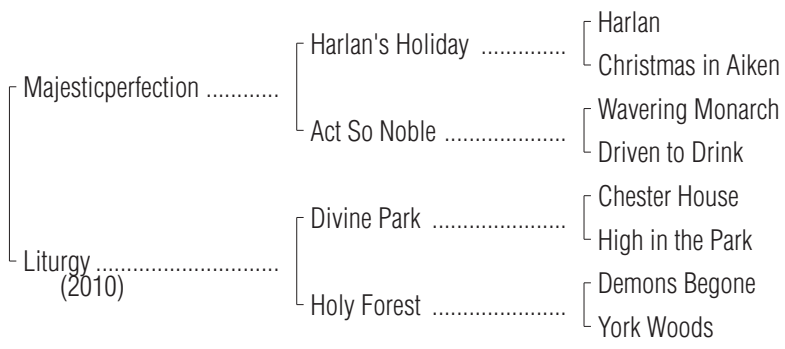 Harlan
Harlan's Holiday ..............
Christmas in Aiken
Majesticperfection ............
Wavering Monarch
Act So Noble ....................
Driven to Drink
Chester House
Divine Park ......................
High in the Park
Liturgy ..............................
(2010)
Demons Begone
Holy Forest ......................
York Woods